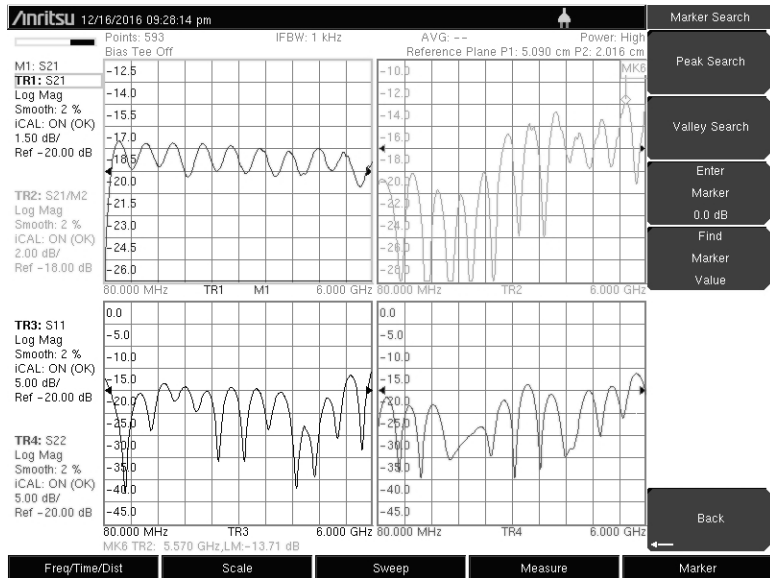 Anritsu 12/16/2016 09:28:14 pm
Marker Search
Points: 593 IFBW: 1 kHz AVG: -- Power: High
Bias Tee Off Reference Plane P1: 5.090 cm P2: 2.016 cm
M1: S21
TR1: S21
Log Mag
Smooth: 2 %
iCAL: ON (OK)
1.50 dB/
Ref -20.00 dB
TR2: S21/M2
Log Mag
Smooth: 2 %
iCAL: ON (OK)
2.00 dB/
Ref -18.00 dB
-12.5
-14.0
-15.5
-17.0
-18.5
-20.0
-21.5
-23.0
-24.5
-26.0
80.000 MHz TR1 M1 6.000 GHz
MK6
-10.0
-12.0
-14.0
-16.0
-18.0
-20.0
-22.0
-24.0
-26.0
-28.0
80.000 MHz TR2 6.000 GHz
TR3: S11
Log Mag
Smooth: 2 %
iCAL: ON (OK)
5.00 dB/
Ref -20.00 dB
TR4: S22
Log Mag
Smooth: 2 %
iCAL: ON (OK)
5.00 dB/
Ref -20.00 dB
0.0
-5.0
-10.0
-15.0
-20.0
-25.0
-30.0
-35.0
-40.0
-45.0
80.000 MHz TR3 6.000 GHz
0.0
-5.0
-10.0
-15.0
-20.0
-25.0
-30.0
-35.0
-40.0
-45.0
80.000 MHz TR4 6.000 GHz
MK6 TR2: 5.570 GHz,LM:-13.71 dB
Peak Search
Valley Search
Enter
Marker
0.0 dB
Find
Marker
Value
Back
Freq/Time/Dist Scale Sweep Measure Marker